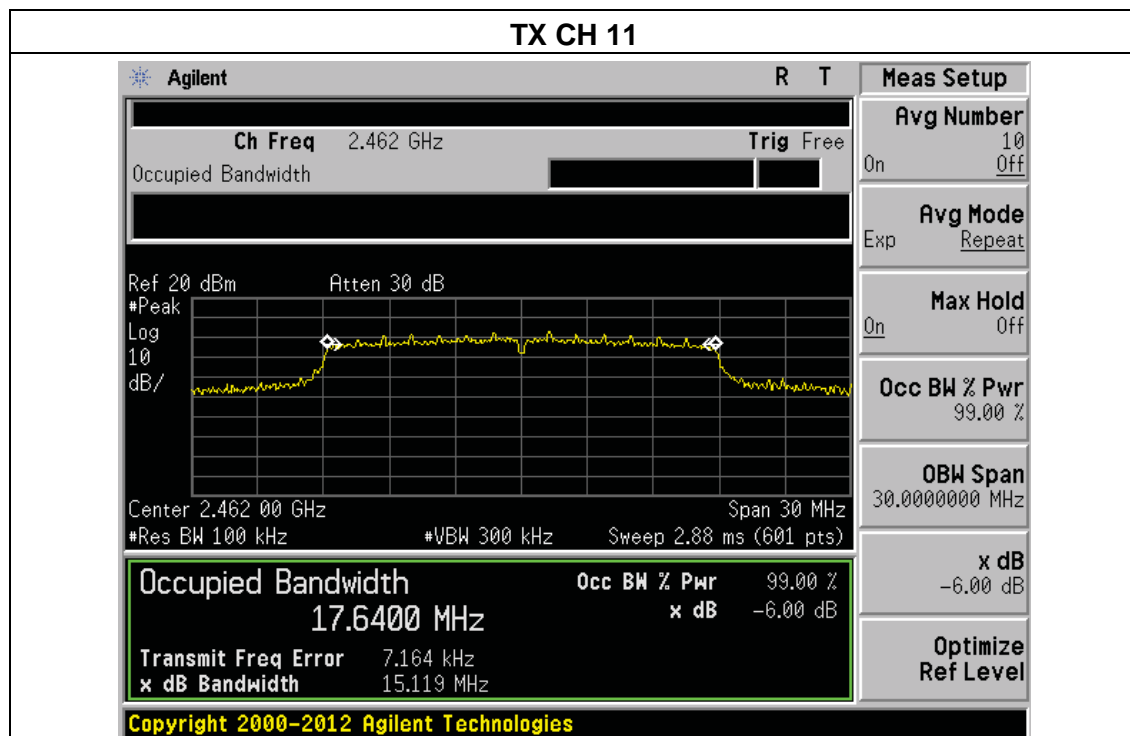 TX CH 11
Agilent R T
Ch Freq 2.462 GHz Trig Free
Occupied Bandwidth
Ref 20 dBm Atten 30 dB
#Peak
Log
10
dB/
Center 2.462 00 GHz Span 30 MHz
#Res BW 100 kHz #VBW 300 kHz Sweep 2.88 ms (601 pts)
Occupied Bandwidth Occ BW % Pwr 99.00 %
17.6400 MHz x dB -6.00 dB
Transmit Freq Error 7.164 kHz
x dB Bandwidth 15.119 MHz
Copyright 2000-2012 Agilent Technologies
Meas Setup
Avg Number
10
On Off
Avg Mode
Exp Repeat
Max Hold
On Off
Occ BW % Pwr
99.00 %
OBW Span
30.0000000 MHz
x dB
-6.00 dB
Optimize
Ref Level